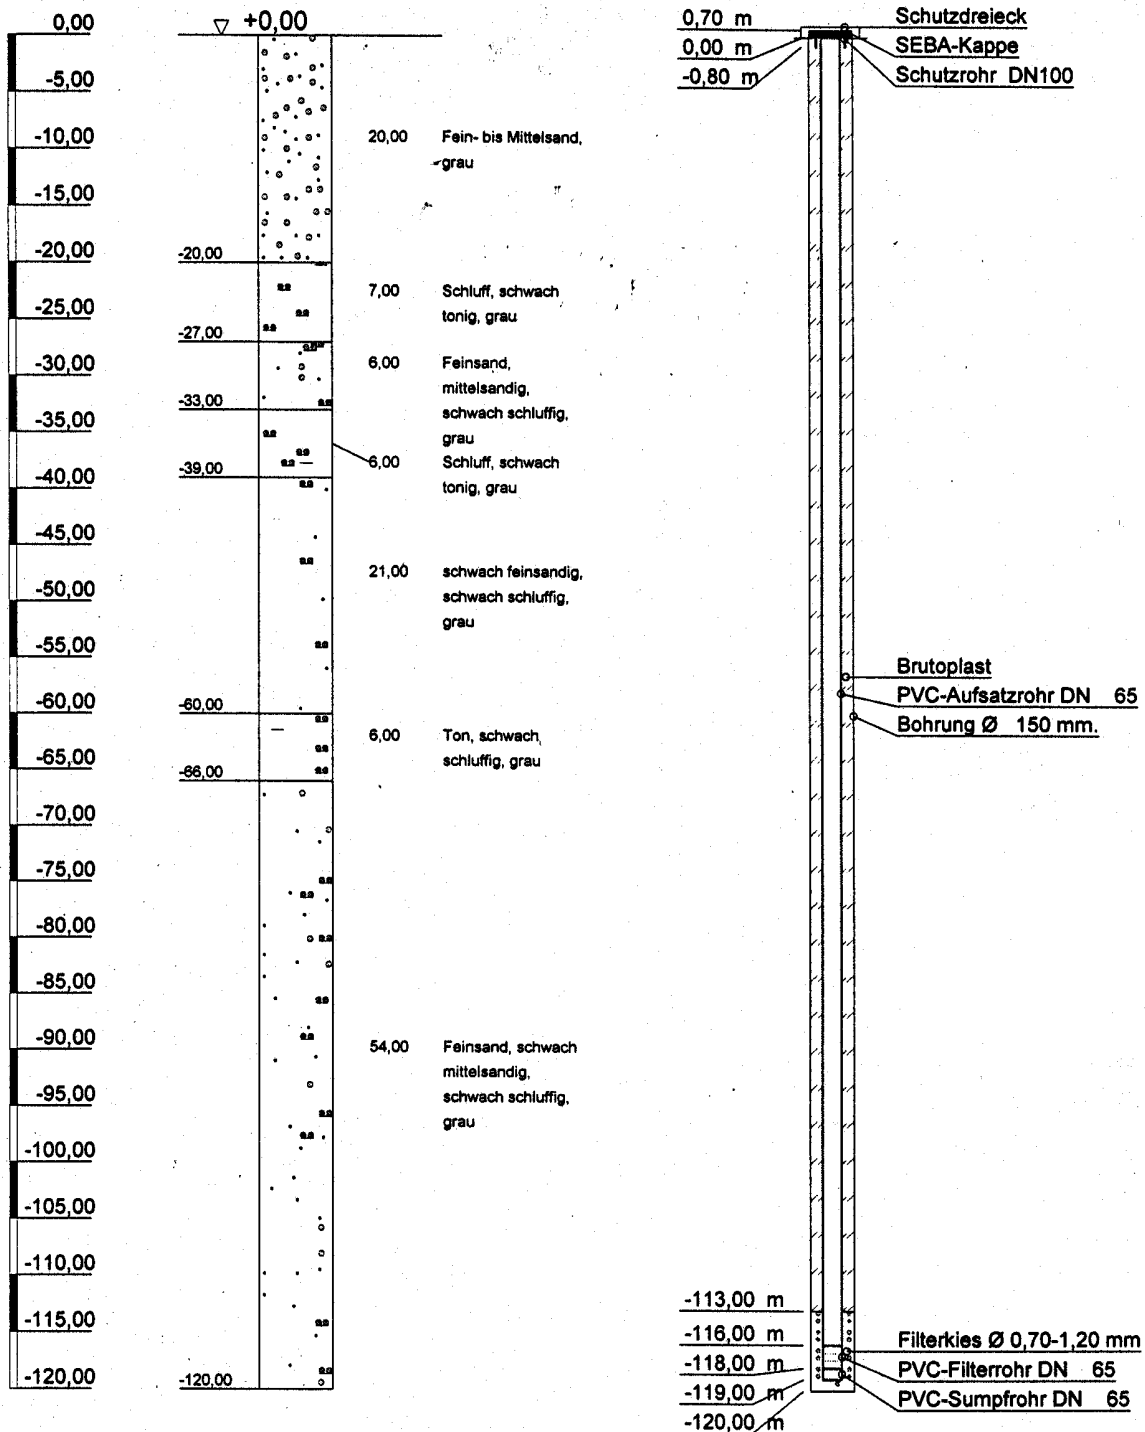 0,00
-5,00
-10,00
-15,00
-20,00
-25,00
-30,00
-35,00
-40,00
-45,00
-50,00
-55,00
-60,00
-65,00
-70,00
-75,00
-80,00
-85,00
-90,00
-95,00
-100,00
-105,00
-110,00
-115,00
-120,00
+0,00
-20,00
-27,00
-33,00
-39,00
-60,00
-66,00
-120,00
20,00 Fein- bis Mittelsand,
grau
7,00 Schluff, schwach
tonig, grau
6,00 Feinsand,
mittelsandig,
schwach schluffig,
grau
6,00 Schluff, schwach
tonig, grau
21,00 schwach feinsandig,
schwach schluffig,
grau
6,00 Ton, schwach
schluffig, grau
54,00 Feinsand, schwach
mittelsandig,
schwach schluffig,
grau
0,70 m
0,00 m
-0,80 m
Schutzdreieck
SEBA-Kappe
Schutzrohr DN100
Brutoplast
PVC-Aufsatzrohr DN 65
Bohrung Ø 150 mm.
-113,00 m
-116,00 m
-118,00 m
-119,00 m
-120,00 m
Filterkies Ø 0,70-1,20 mm
PVC-Filterrohr DN 65
PVC-Sumpfrohr DN 65